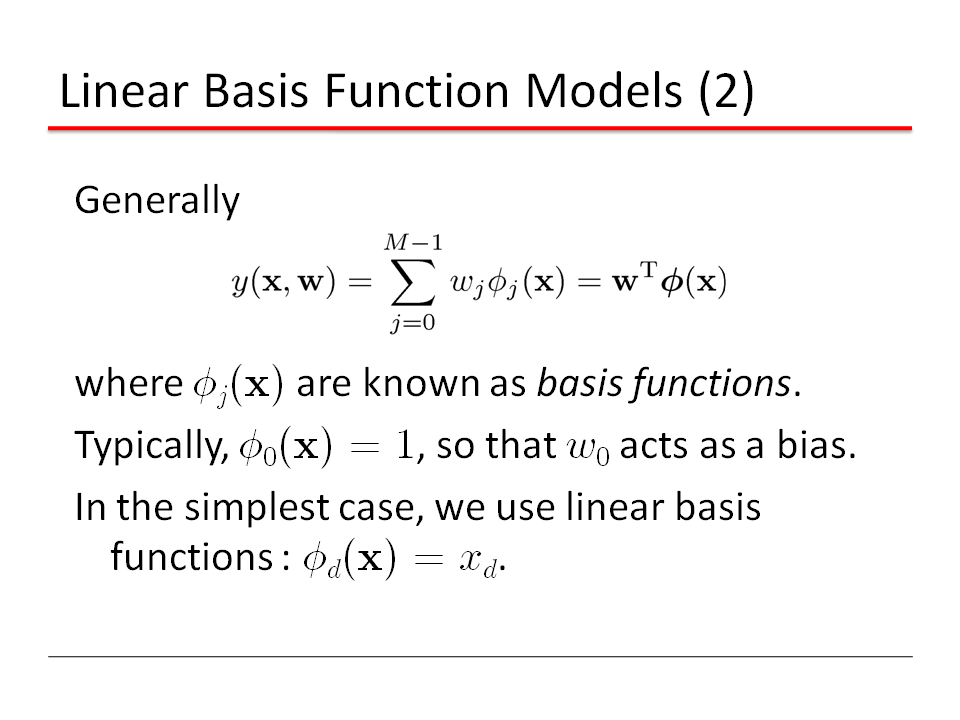 Linear Basis Function Models (2)
Generally
$y(\mathbf{x}, \mathbf{w}) = \sum_{j=0}^{M-1} w_j \phi_j(\mathbf{x}) = \mathbf{w}^{\mathrm{T}} \boldsymbol{\phi}(\mathbf{x})$
where $\phi_j(\mathbf{x})$ are known as basis functions.
Typically, $\phi_0(\mathbf{x}) = 1$, so that $w_0$ acts as a bias.
In the simplest case, we use linear basis
functions : $\phi_d(\mathbf{x}) = x_d$.